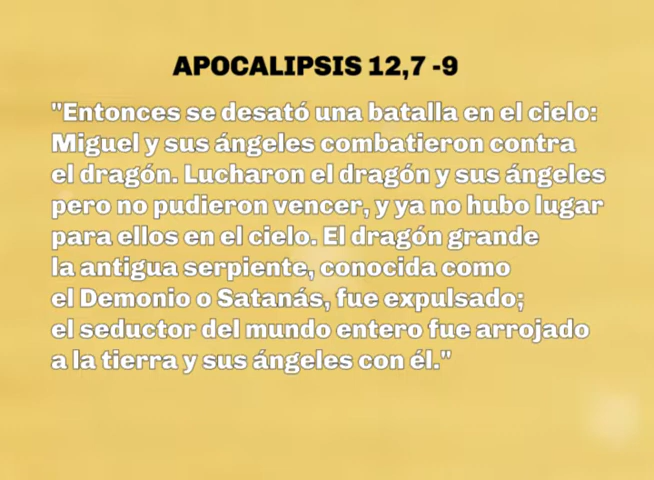 APOCALIPSIS 12,7 -9
"Entonces se desató una batalla en el cielo:
Miguel y sus ángeles combatieron contra
el dragón. Lucharon el dragón y sus ángeles
pero no pudieron vencer, y ya no hubo lugar
para ellos en el cielo. El dragón grande
la antigua serpiente, conocida como
el Demonio o Satanás, fue expulsado;
el seductor del mundo entero fue arrojado
a la tierra y sus ángeles con él."